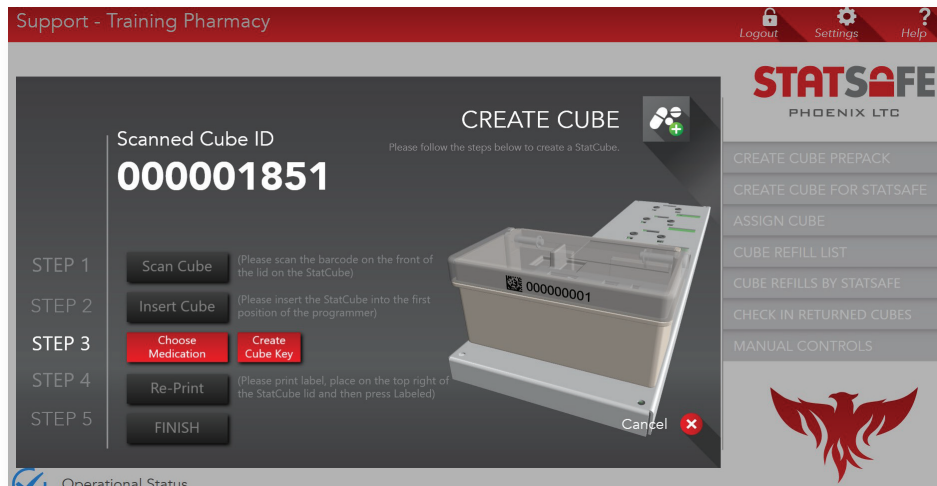 Support - Training Pharmacy
Logout
Settings
Help
STATSAFE
PHOENIX LTC
CREATE CUBE
Please follow the steps below to create a StatCube.
Scanned Cube ID
000001851
CREATE CUBE PREPACK
CREATE CUBE FOR STATSAFE
ASSIGN CUBE
CUBE REFILL LIST
CUBE REFILLS BY STATSAFE
CHECK IN RETURNED CUBES
MANUAL CONTROLS
STEP 1
Scan Cube
(Please scan the barcode on the front of
the lid on the StatCube)
STEP 2
Insert Cube
(Please insert the StatCube into the first
position of the programmer)
STEP 3
Choose
Medication
Create
Cube Key
STEP 4
Re-Print
(Please print label, place on the top right of
the StatCube lid and then press Labeled)
STEP 5
FINISH
000000001
Cancel
Operational Status